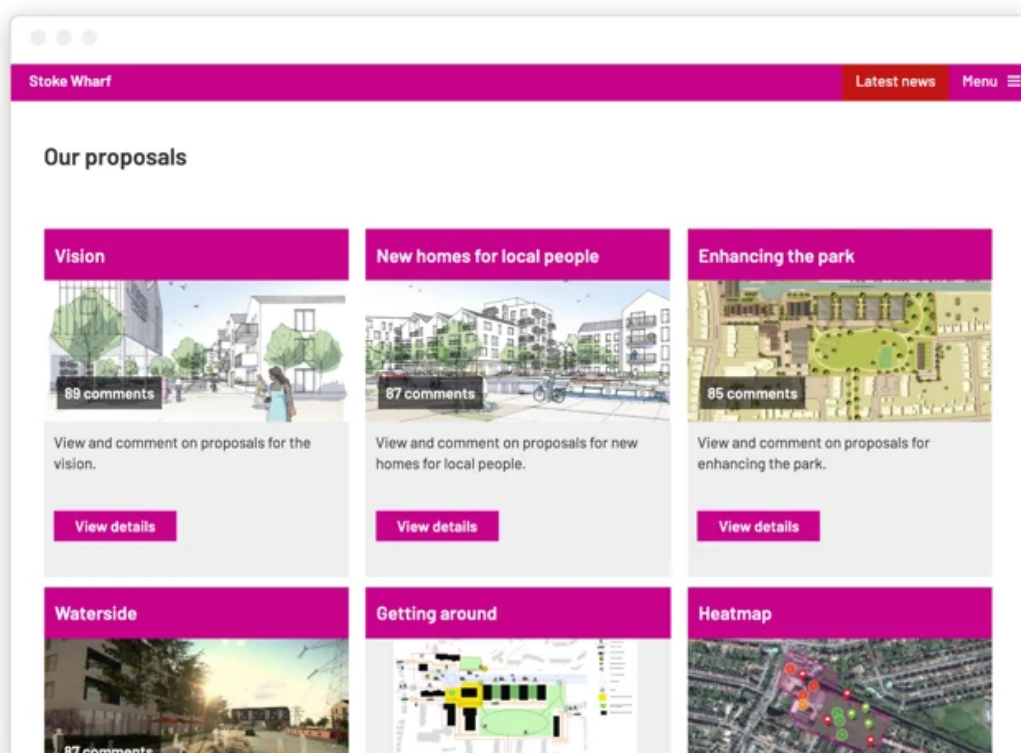 Stoke Wharf
Latest news
Menu
Our proposals
Vision
89 comments
View and comment on proposals for the
vision.
View details
New homes for local people
87 comments
View and comment on proposals for new
homes for local people.
View details
Enhancing the park
85 comments
View and comment on proposals for
enhancing the park.
View details
Waterside
87 comments
Getting around
Heatmap